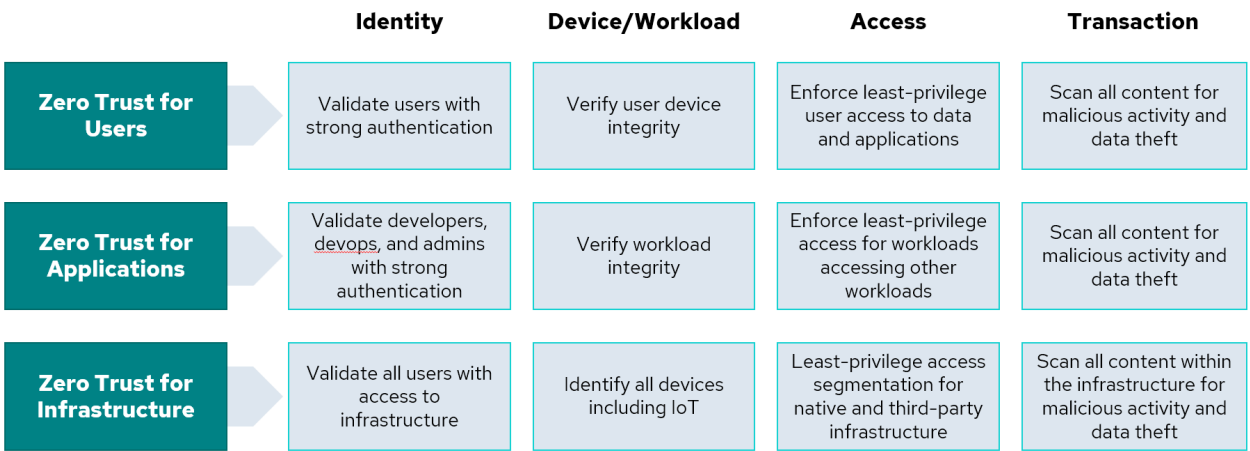 Identity
Device/Workload
Access
Transaction
Zero Trust for
Users
Validate users with
strong authentication
Verify user device
integrity
Enforce least-privilege
user access to data
and applications
Scan all content for
malicious activity and
data theft
Zero Trust for
Applications
Validate developers,
devops, and admins
with strong
authentication
Verify workload
integrity
Enforce least-privilege
access for workloads
accessing other
workloads
Scan all content for
malicious activity and
data theft
Zero Trust for
Infrastructure
Validate all users with
access to
infrastructure
Identify all devices
including IoT
Least-privilege access
segmentation for
native and third-party
infrastructure
Scan all content within
the infrastructure for
malicious activity and
data theft